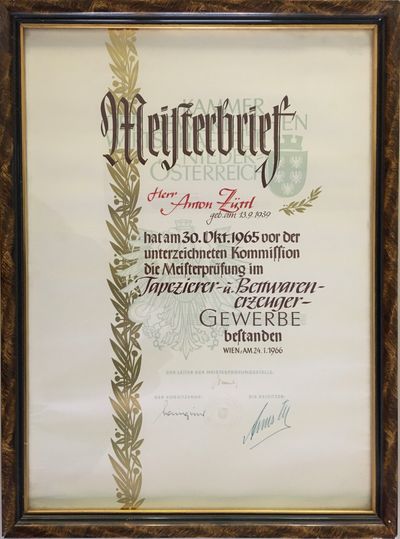 KAMMER
Meisterbrief
NIEDER
ÖSTERREICH
Herr Anton
geb. am 13.9.1939
hat am 30. Okt. 1965 vor der
unterzeichneten Kommission
die Meisterprüfung im
Tapezierer- u. Bettwaren-
erzeuger-
GEWERBE
bestanden
WIEN, AM 24.1.1966
DER LEITER DER MEISTERPRÜFUNGSSTELLE:
DER VORSITZENDE:
DIE BEISITZER: